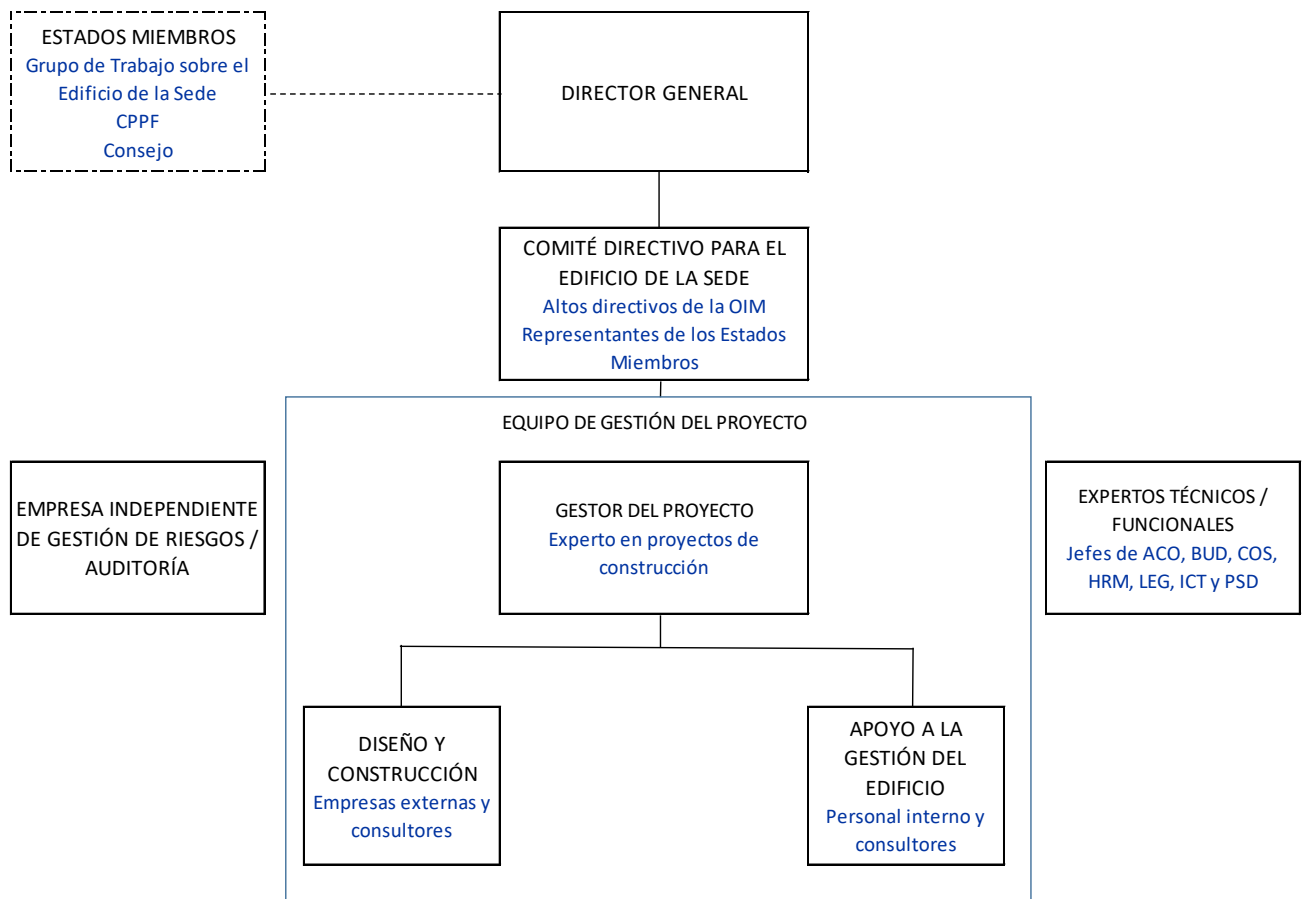 ESTADOS MIEMBROS
Grupo de Trabajo sobre el
Edificio de la Sede
CPPF
Consejo
DIRECTOR GENERAL
COMITÉ DIRECTIVO PARA EL
EDIFICIO DE LA SEDE
Altos directivos de la OIM
Representantes de los Estados
Miembros
EQUIPO DE GESTIÓN DEL PROYECTO
EMPRESA INDEPENDIENTE
DE GESTIÓN DE RIESGOS /
AUDITORÍA
GESTOR DEL PROYECTO
Experto en proyectos de
construcción
EXPERTOS TÉCNICOS /
FUNCIONALES
Jefes de ACO, BUD, COS,
HRM, LEG, ICT y PSD
DISEÑO Y
CONSTRUCCIÓN
Empresas externas y
consultores
APOYO A LA
GESTIÓN DEL
EDIFICIO
Personal interno y
consultores